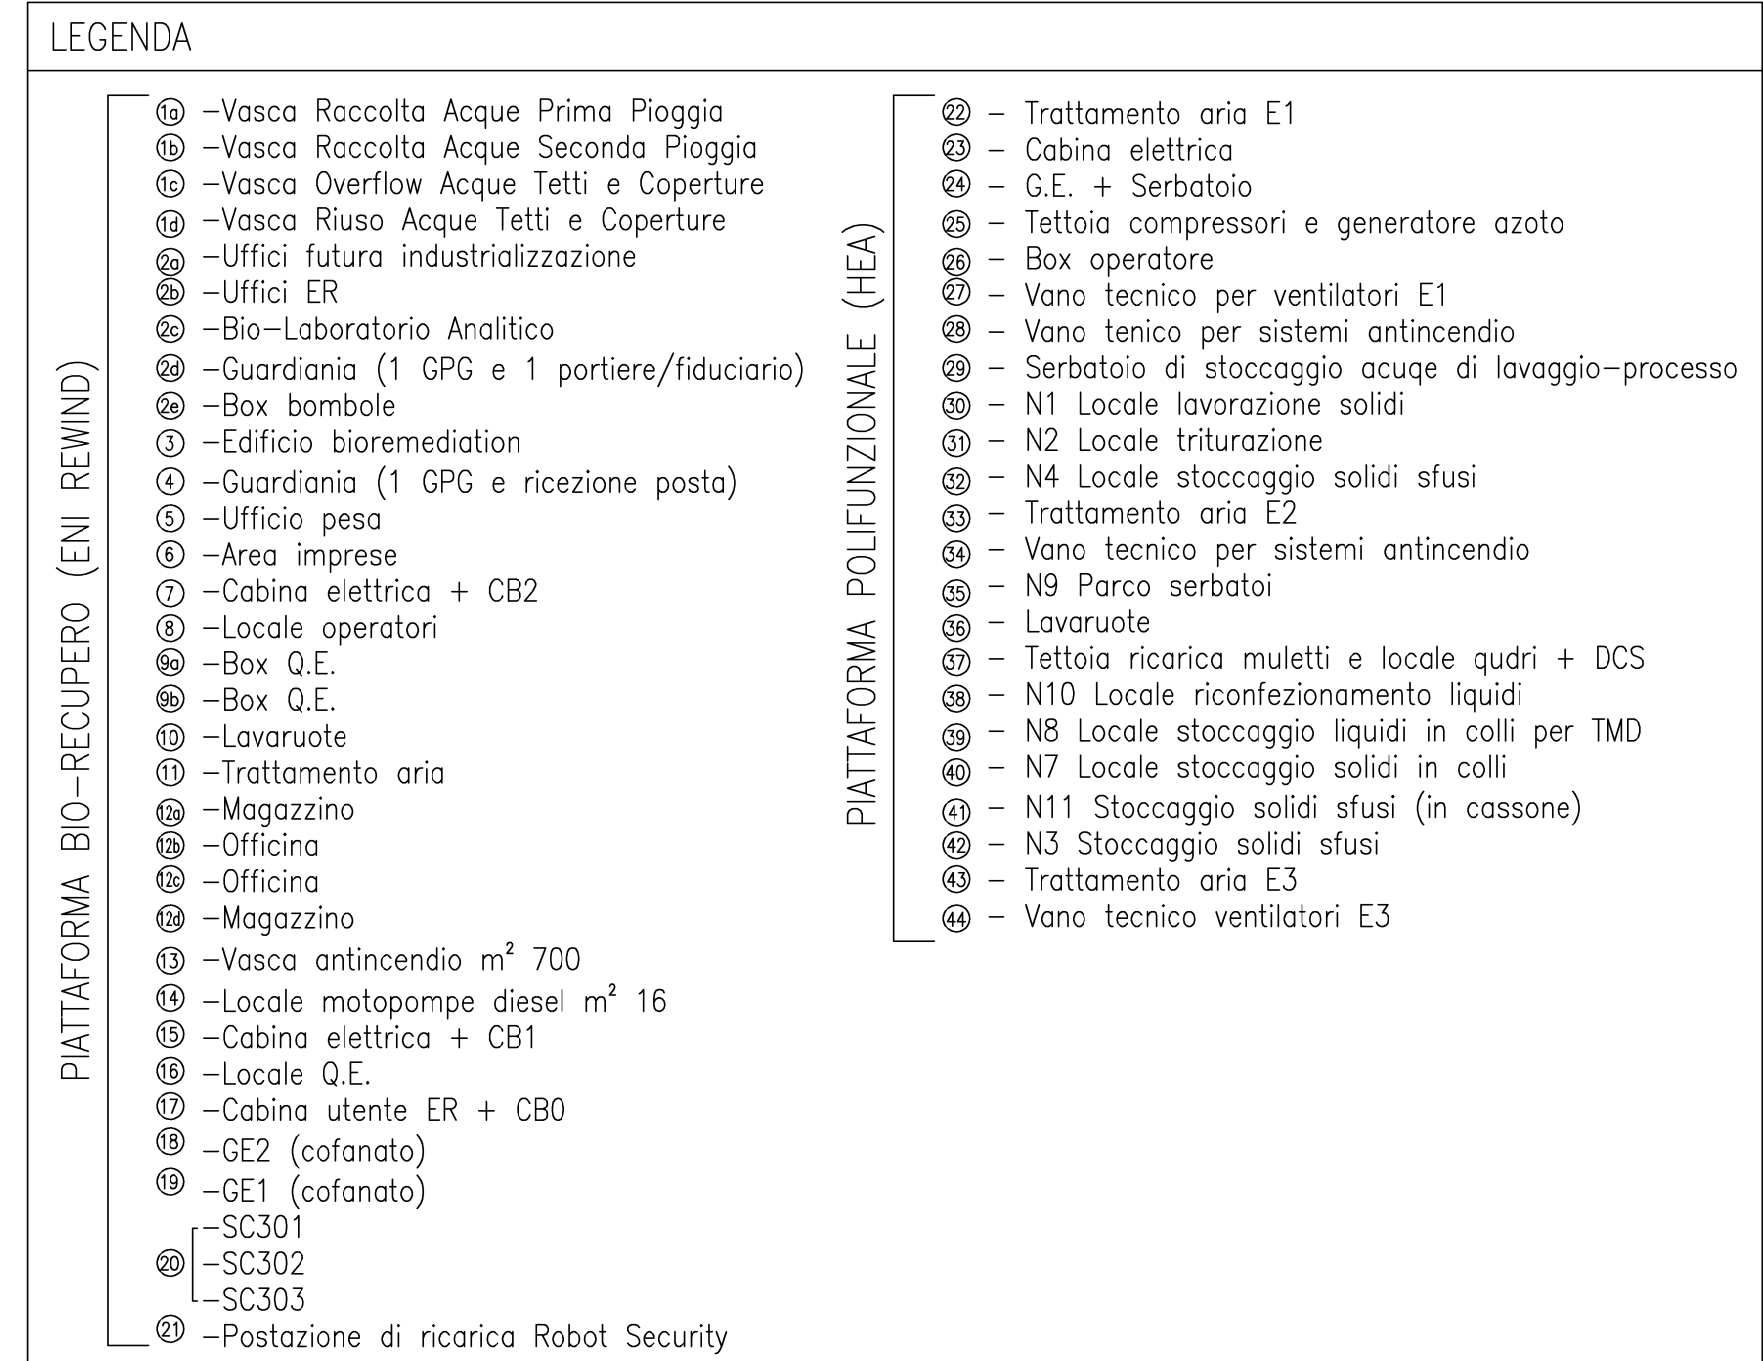 LEGENDA
PIATTAFORMA BIO-RECUPERO (ENI REWIND)
1a -Vasca Raccolta Acque Prima Pioggia
1b -Vasca Raccolta Acque Seconda Pioggia
1c -Vasca Overflow Acque Tetti e Coperture
1d -Vasca Riuso Acque Tetti e Coperture
2a -Uffici futura industrializzazione
2b -Uffici ER
2c -Bio-Laboratorio Analitico
2d -Guardiania (1 GPG e 1 portiere/fiduciario)
2e -Box bombole
3 -Edificio bioremediation
4 -Guardiania (1 GPG e ricezione posta)
5 -Ufficio pesa
6 -Area imprese
7 -Cabina elettrica + CB2
8 -Locale operatori
9a -Box Q.E.
9b -Box Q.E.
10 -Lavaruote
11 -Trattamento aria
12a -Magazzino
12b -Officina
12c -Officina
12d -Magazzino
13 -Vasca antincendio m² 700
14 -Locale motopompe diesel m² 16
15 -Cabina elettrica + CB1
16 -Locale Q.E.
17 -Cabina utente ER + CB0
18 -GE2 (cofanato)
19 -GE1 (cofanato)
-SC301
20 -SC302
-SC303
21 -Postazione di ricarica Robot Security
PIATTAFORMA POLIFUNZIONALE (HEA)
22 - Trattamento aria E1
23 - Cabina elettrica
24 - G.E. + Serbatoio
25 - Tettoia compressori e generatore azoto
26 - Box operatore
27 - Vano tecnico per ventilatori E1
28 - Vano tenico per sistemi antincendio
29 - Serbatoio di stoccaggio acuqe di lavaggio-processo
30 - N1 Locale lavorazione solidi
31 - N2 Locale triturazione
32 - N4 Locale stoccaggio solidi sfusi
33 - Trattamento aria E2
34 - Vano tecnico per sistemi antincendio
35 - N9 Parco serbatoi
36 - Lavaruote
37 - Tettoia ricarica muletti e locale qudri + DCS
38 - N10 Locale riconfezionamento liquidi
39 - N8 Locale stoccaggio liquidi in colli per TMD
40 - N7 Locale stoccaggio solidi in colli
41 - N11 Stoccaggio solidi sfusi (in cassone)
42 - N3 Stoccaggio solidi sfusi
43 - Trattamento aria E3
44 - Vano tecnico ventilatori E3